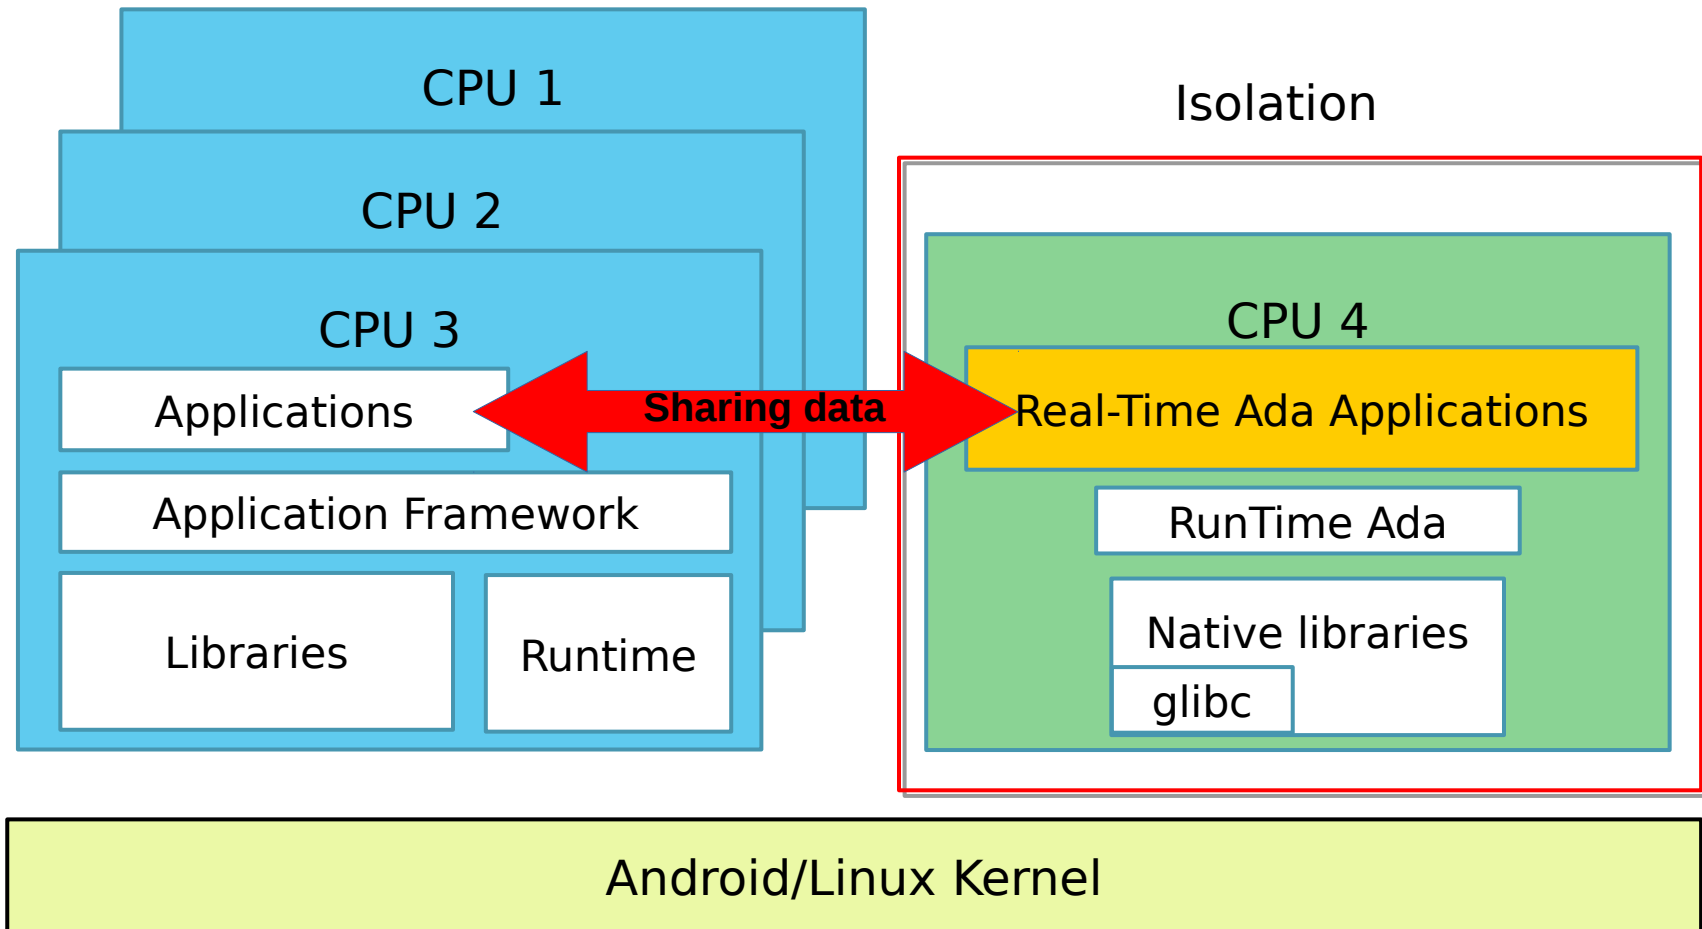 CPU 1
Isolation
CPU 2
CPU 3
CPU 4
Applications
Sharing data
Real-Time Ada Applications
Application Framework
RunTime Ada
Libraries
Runtime
Native libraries
glibc
Android/Linux Kernel